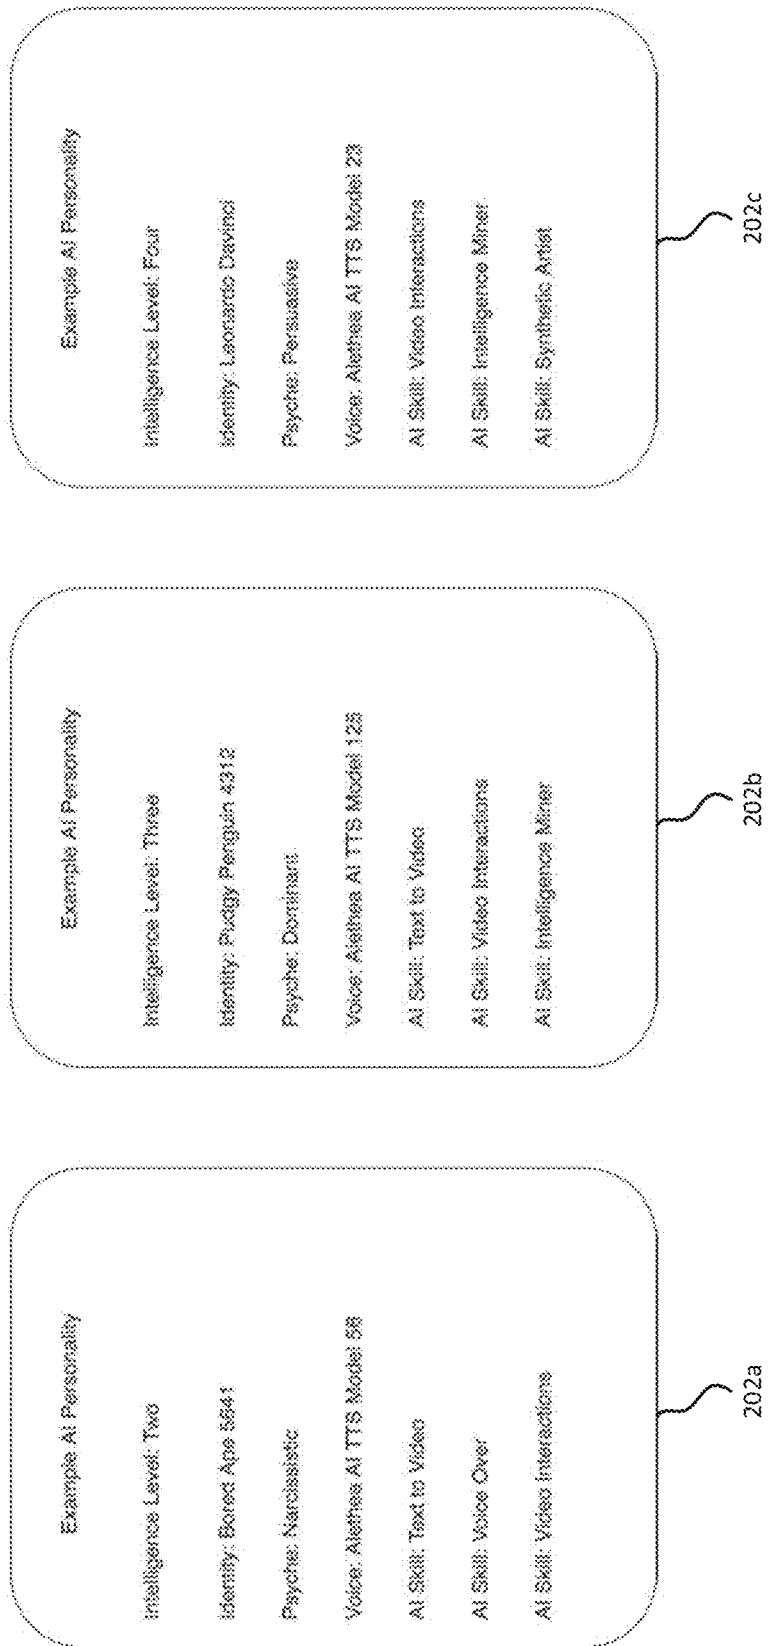 Example AI Personality
Intelligence Level: Two
Identity: Bored Ape 5641
Psyche: Narcissistic
Voice: Alethea AI TTS Model 56
AI Skill: Text to Video
AI Skill: Voice Over
AI Skill: Video Interactions
202a
Example AI Personality
Intelligence Level: Three
Identity: Pudgy Penguin 4312
Psyche: Dominant
Voice: Alethea AI TTS Model 128
AI Skill: Text to Video
AI Skill: Video Interactions
AI Skill: Intelligence Miner
202b
Example AI Personality
Intelligence Level: Four
Identity: Leonardo Davinci
Psyche: Persuasive
Voice: Alethea AI TTS Model 23
AI Skill: Video Interactions
AI Skill: Intelligence Miner
AI Skill: Synthetic Artist
202c